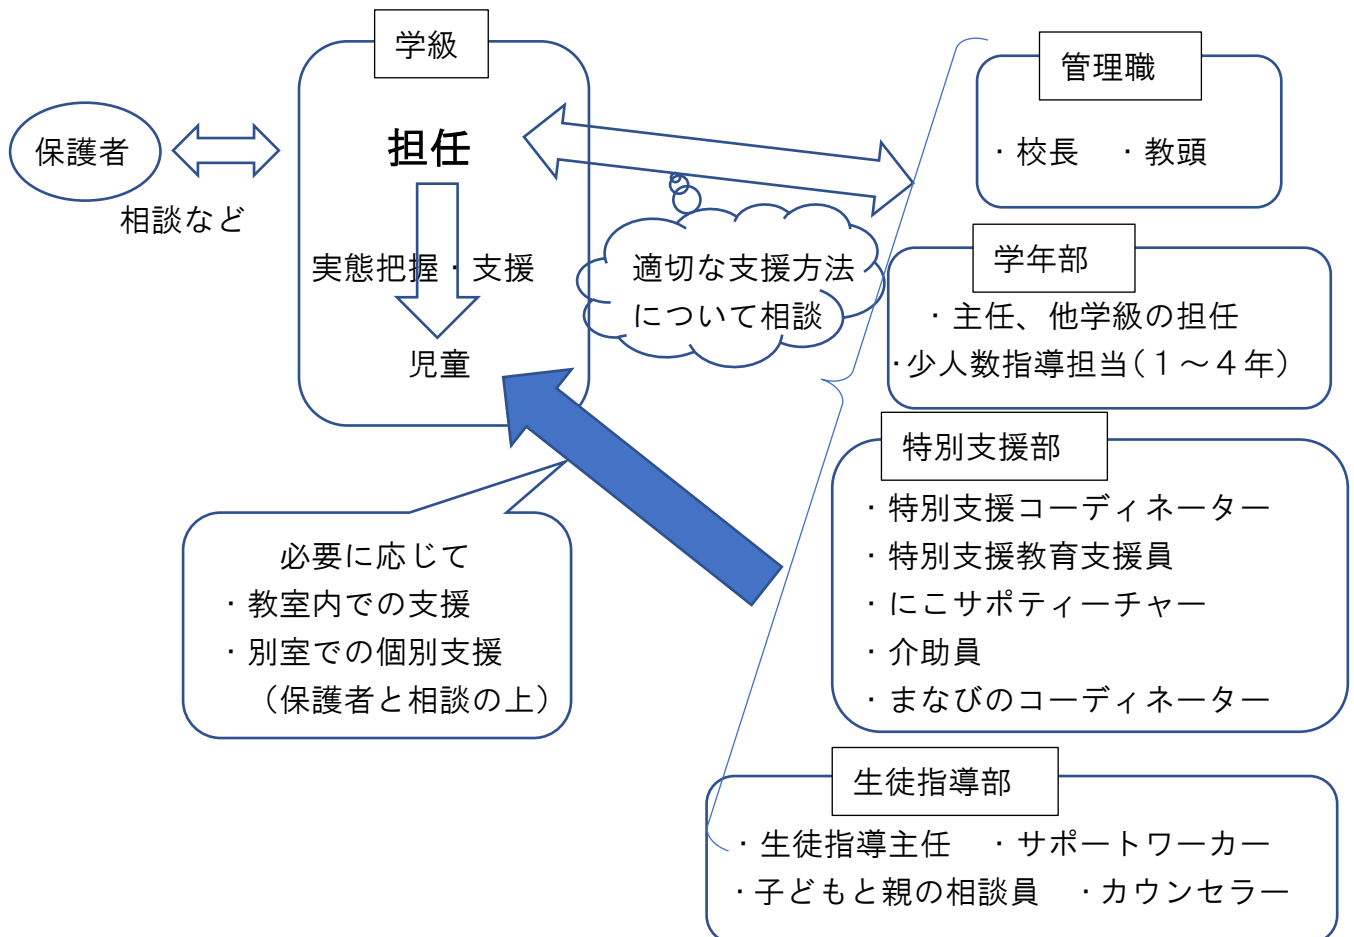 学級
担任
実態把握・支援
児童
保護者
相談など
適切な支援方法
について相談
必要に応じて
・教室内での支援
・別室での個別支援
（保護者と相談の上）
管理職
・校長　・教頭
学年部
・主任、他学級の担任
・少人数指導担当（１～４年）
特別支援部
・特別支援コーディネーター
・特別支援教育支援員
・にこサポティーチャー
・介助員
・まなびのコーディネーター
生徒指導部
・生徒指導主任　・サポートワーカー
・子どもと親の相談員　・カウンセラー